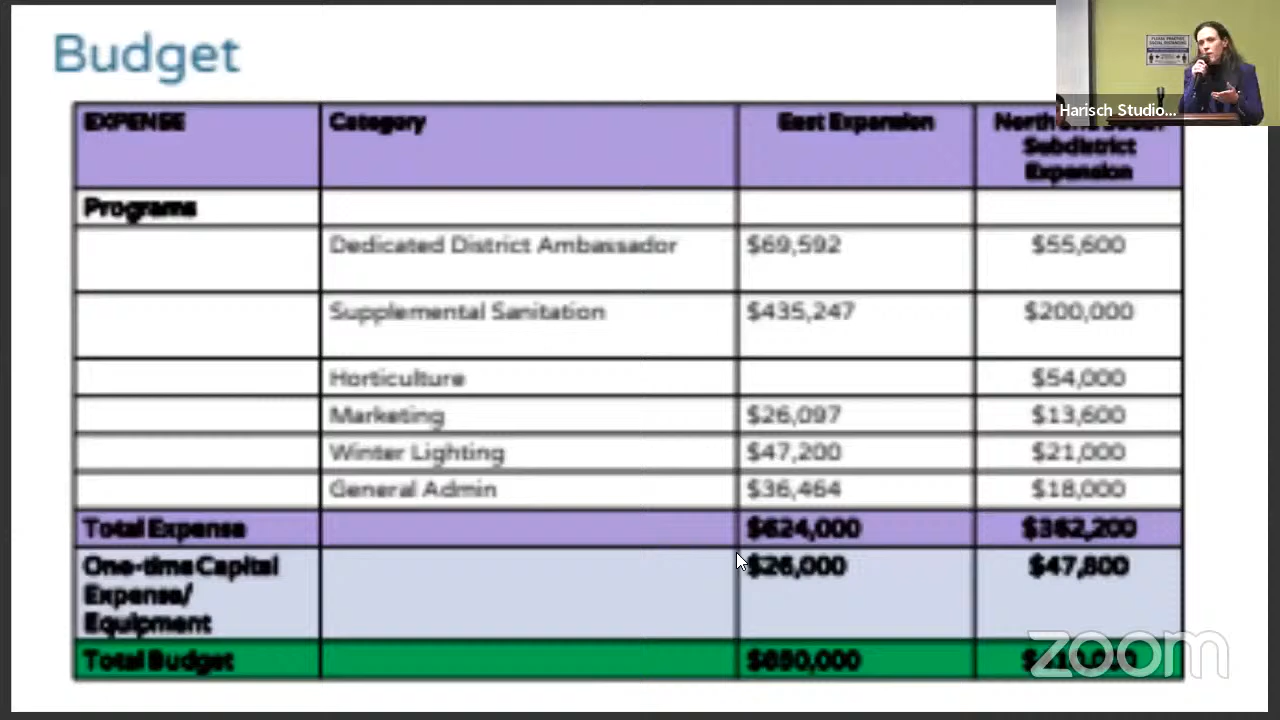 Budget
Harisch Studio...
EXPENSE Category East Expansion North
Subdistrict
Expansion
Programs
Dedicated District Ambassador $69,592 $55,600
Supplemental Sanitation $435,247 $200,000
Horticulture $54,000
Marketing $26,097 $13,600
Winter Lighting $47,200 $21,000
General Admin $36,464 $18,000
Total Expense $624,000 $362,200
One-time Capital $26,000 $47,800
Expense/
Equipment
Total Budget $650,000
zoom